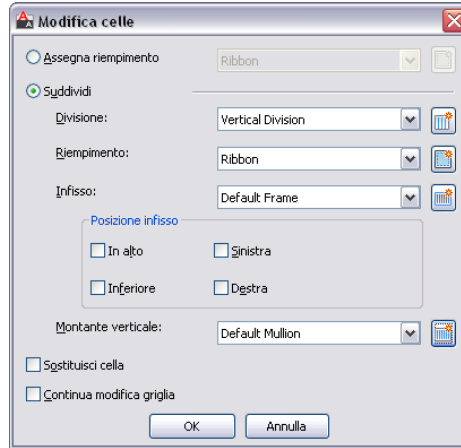 Modifica celle
Assegna riempimento Ribbon
Suddividi
Divisione: Vertical Division
Riempimento: Ribbon
Infisso: Default Frame
Posizione infisso
In alto Sinistra
Inferiore Destra
Montante verticale: Default Mullion
Sostituisci cella
Continua modifica griglia
OK Annulla